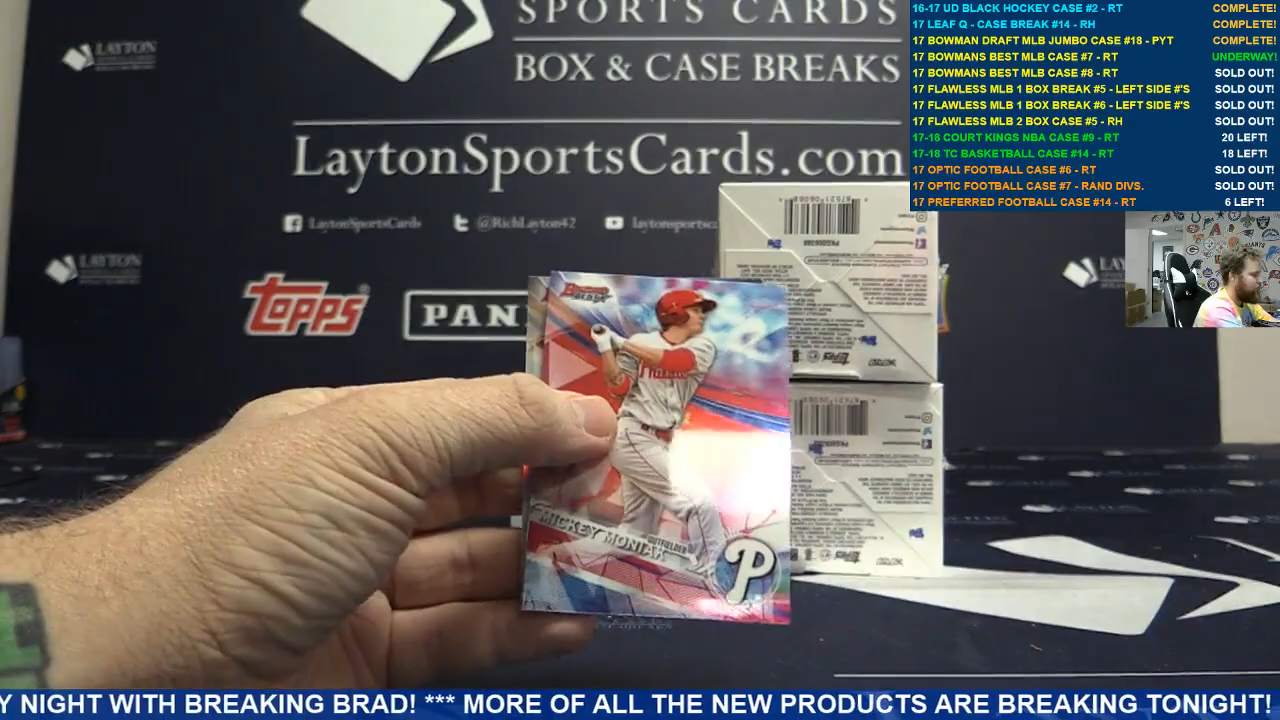 SPORTS CARDS
BOX & CASE BREAKS
LaytonSportsCards.com
LaytonSportsCards
@RichLayton42
laytonsportsc
LAYTON
LAYTON
LAY
TOPPS
PAN
16-17 UD BLACK HOCKEY CASE #2 - RT COMPLETE!
17 LEAF Q - CASE BREAK #14 - RH COMPLETE!
17 BOWMAN DRAFT MLB JUMBO CASE #18 - PYT COMPLETE!
17 BOWMANS BEST MLB CASE #7 - RT UNDERWAY!
17 BOWMANS BEST MLB CASE #8 - RT SOLD OUT!
17 FLAWLESS MLB 1 BOX BREAK #5 - LEFT SIDE #'S SOLD OUT!
17 FLAWLESS MLB 1 BOX BREAK #6 - LEFT SIDE #'S SOLD OUT!
17 FLAWLESS MLB 2 BOX CASE #5 - RH SOLD OUT!
17-18 COURT KINGS NBA CASE #9 - RT 20 LEFT!
17-18 TC BASKETBALL CASE #14 - RT 18 LEFT!
17 OPTIC FOOTBALL CASE #6 - RT SOLD OUT!
17 OPTIC FOOTBALL CASE #7 - RAND DIVS. SOLD OUT!
17 PREFERRED FOOTBALL CASE #14 - RT 6 LEFT!
MICKEY MONIAK
OUTFIELDER
P
Y NIGHT WITH BREAKING BRAD! *** MORE OF ALL THE NEW PRODUCTS ARE BREAKING TONIGHT!